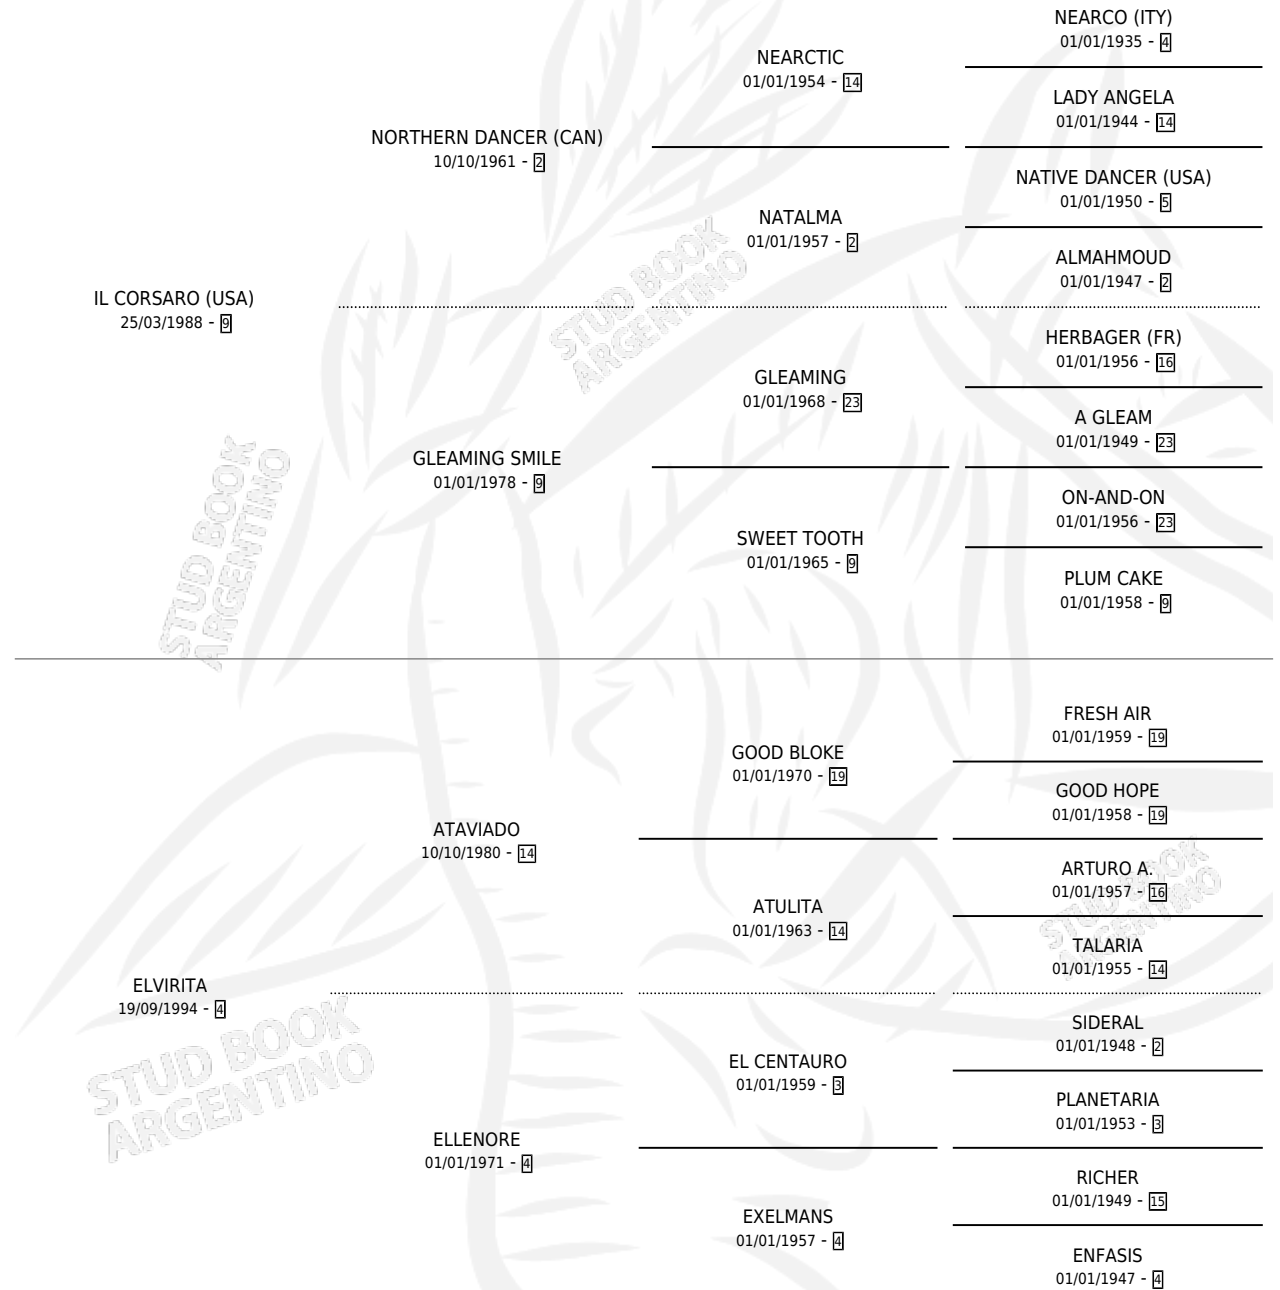 NEARCO (ITY)
01/01/1935 - 4
NEARCTIC
01/01/1954 - 14
LADY ANGELA
01/01/1944 - 14
NORTHERN DANCER (CAN)
10/10/1961 - 2
NATIVE DANCER (USA)
01/01/1950 - 5
NATALMA
01/01/1957 - 2
ALMAHMOUD
01/01/1947 - 2
IL CORSARO (USA)
25/03/1988 - 9
HERBAGER (FR)
01/01/1956 - 16
GLEAMING
01/01/1968 - 23
A GLEAM
01/01/1949 - 23
GLEAMING SMILE
01/01/1978 - 9
ON-AND-ON
01/01/1956 - 23
SWEET TOOTH
01/01/1965 - 9
PLUM CAKE
01/01/1958 - 9
FRESH AIR
01/01/1959 - 19
GOOD BLOKE
01/01/1970 - 19
GOOD HOPE
01/01/1958 - 19
ATAVIADO
10/10/1980 - 14
ARTURO A.
01/01/1957 - 16
ATULITA
01/01/1963 - 14
TALARIA
01/01/1955 - 14
ELVIRITA
19/09/1994 - 4
SIDERAL
01/01/1948 - 2
EL CENTAURO
01/01/1959 - 3
PLANETARIA
01/01/1953 - 3
ELLENORE
01/01/1971 - 4
RICHER
01/01/1949 - 15
EXELMANS
01/01/1957 - 4
ENFASIS
01/01/1947 - 4
STUD BOOK
ARGENTINO
STUD BOOK
ARGENTINO
STUD BOOK
ARGENTINO
STUD BOOK
ARGENTINO